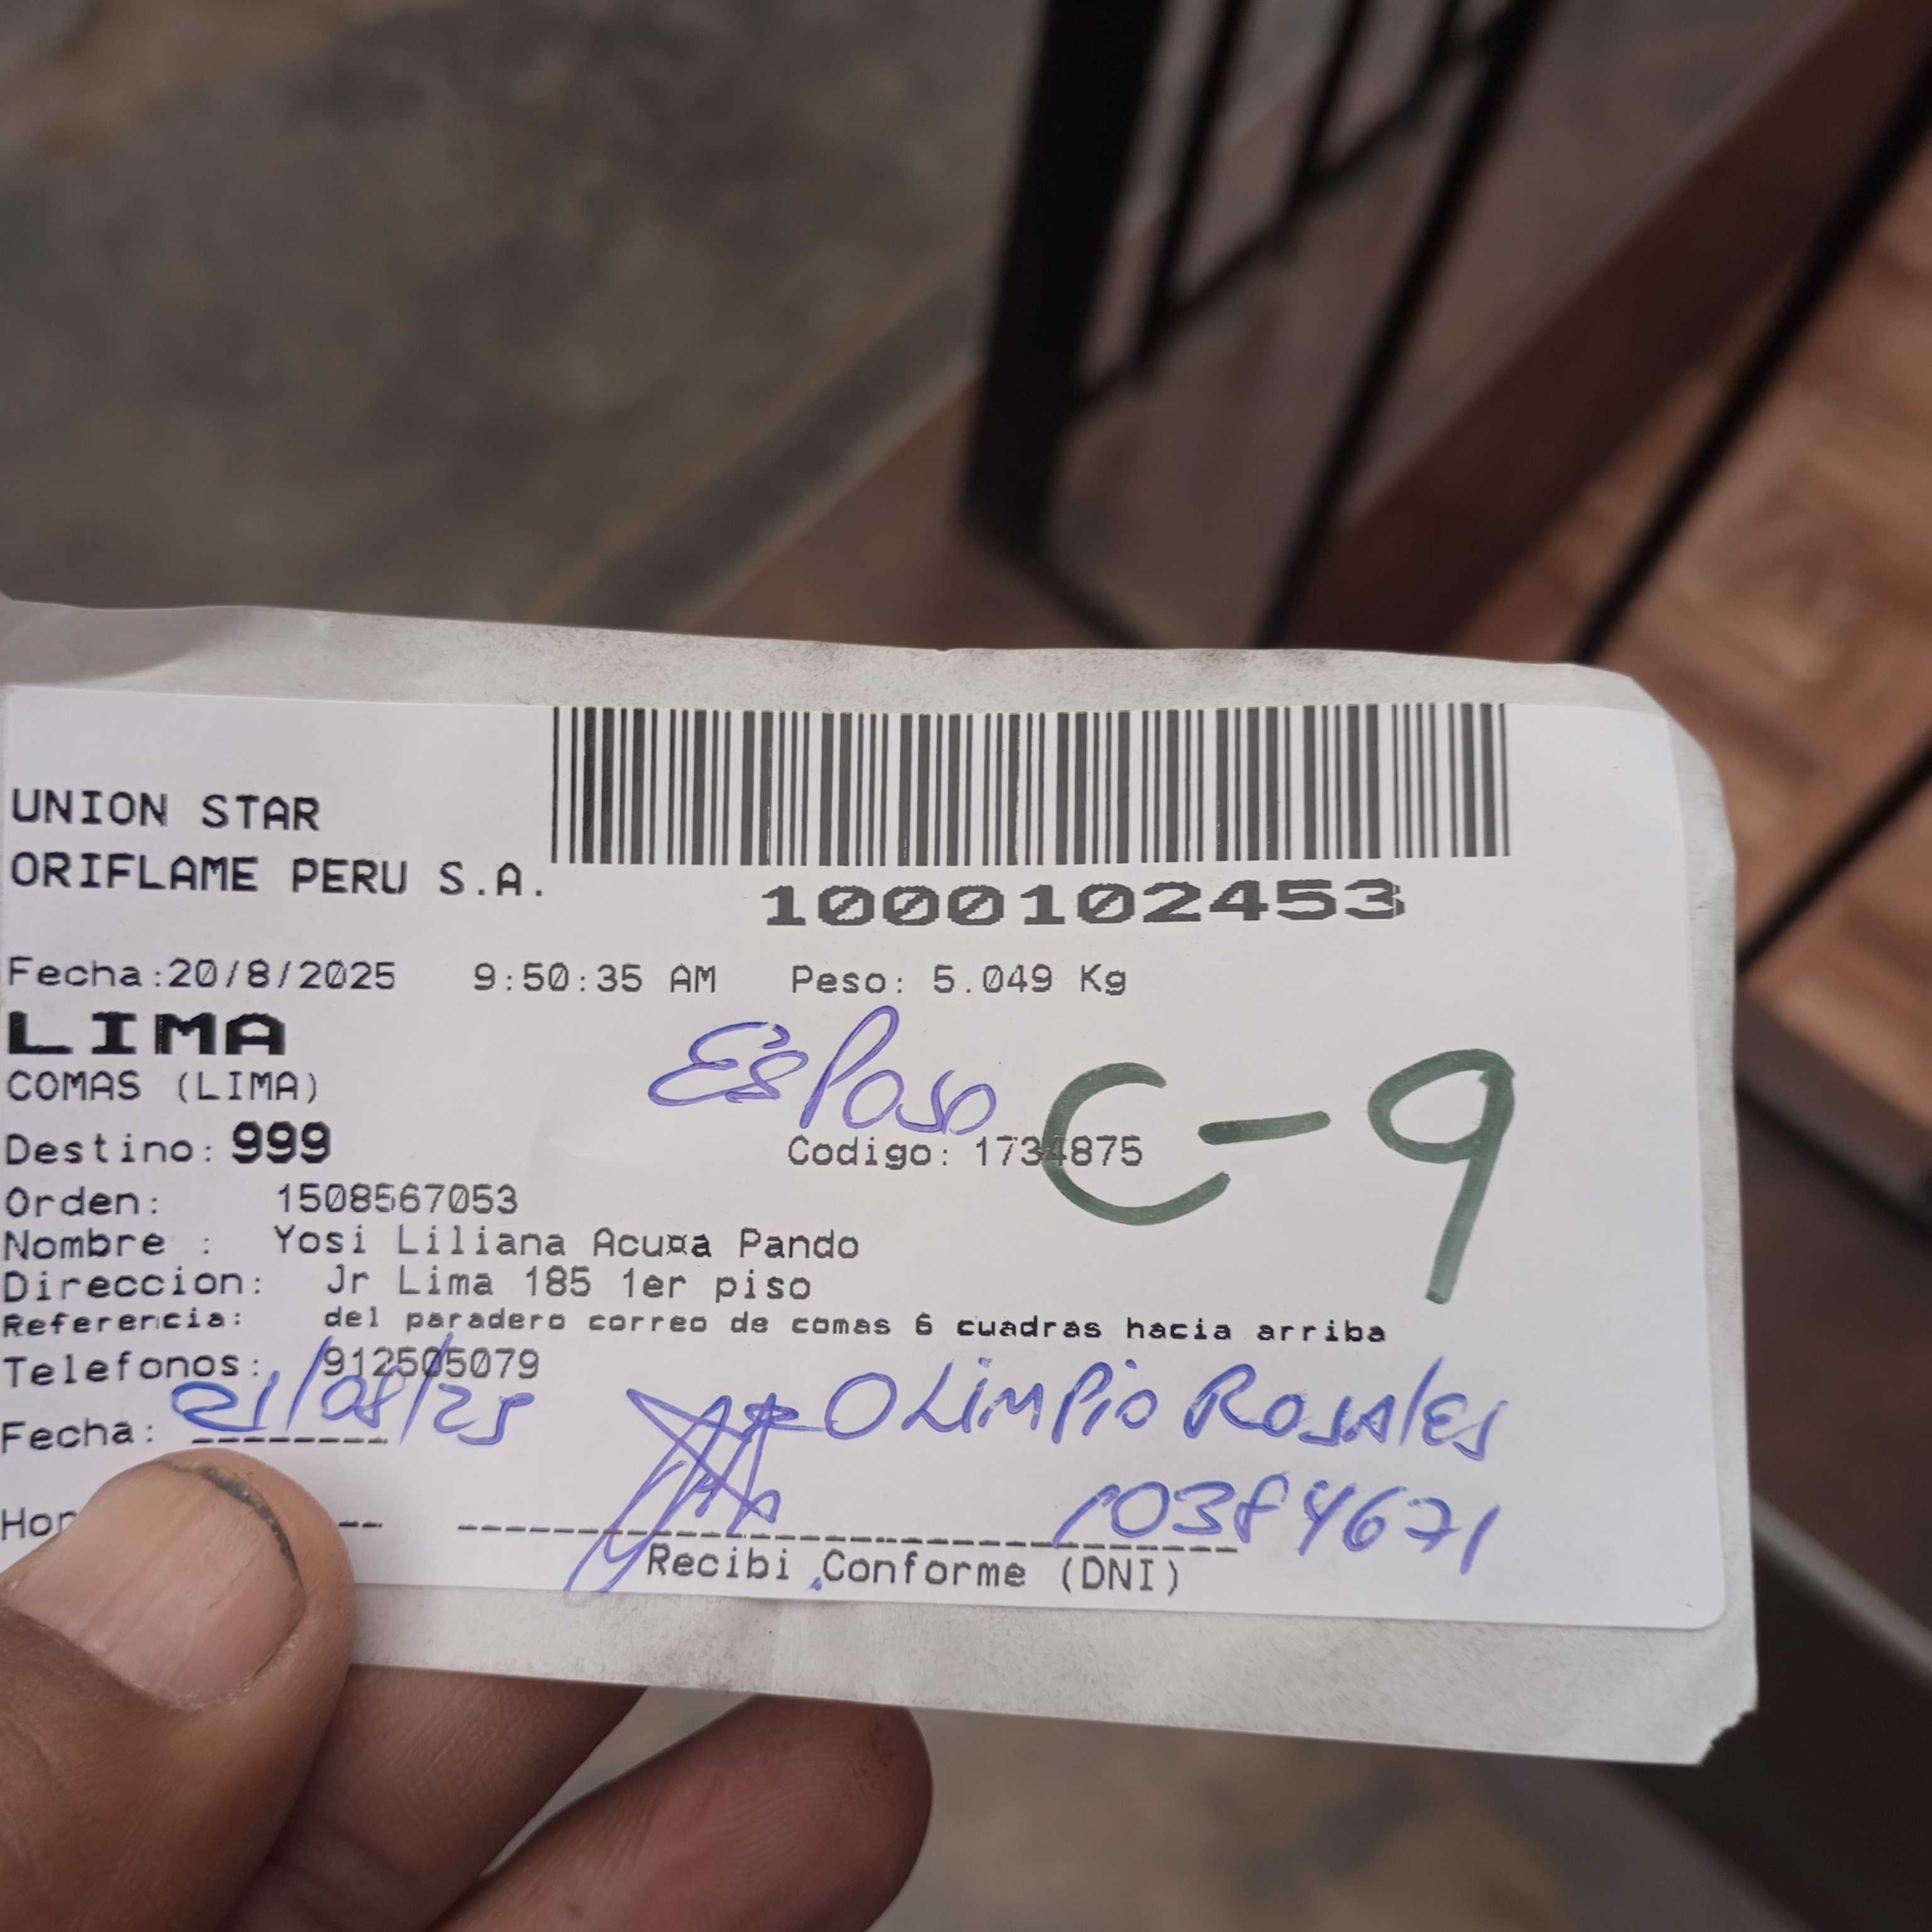 UNION STAR
ORIFLAME PERU S.A.
1000102453
Fecha:20/8/2025 9:50:35 AM Peso: 5.049 Kg
LIMA
COMAS (LIMA)
Esposo
C-9
Destino: 999 Codigo: 1734875
Orden: 1508567053
Nombre : Yosi Liliana Acu¤a Pando
Direccion: Jr Lima 185 1er piso
Referencia: del paradero correo de comas 6 cuadras hacia arriba
Telefonos: 912505079
Fecha: 21/08/25
OLimPio RosAlES
10384671
Recibi Conforme (DNI)